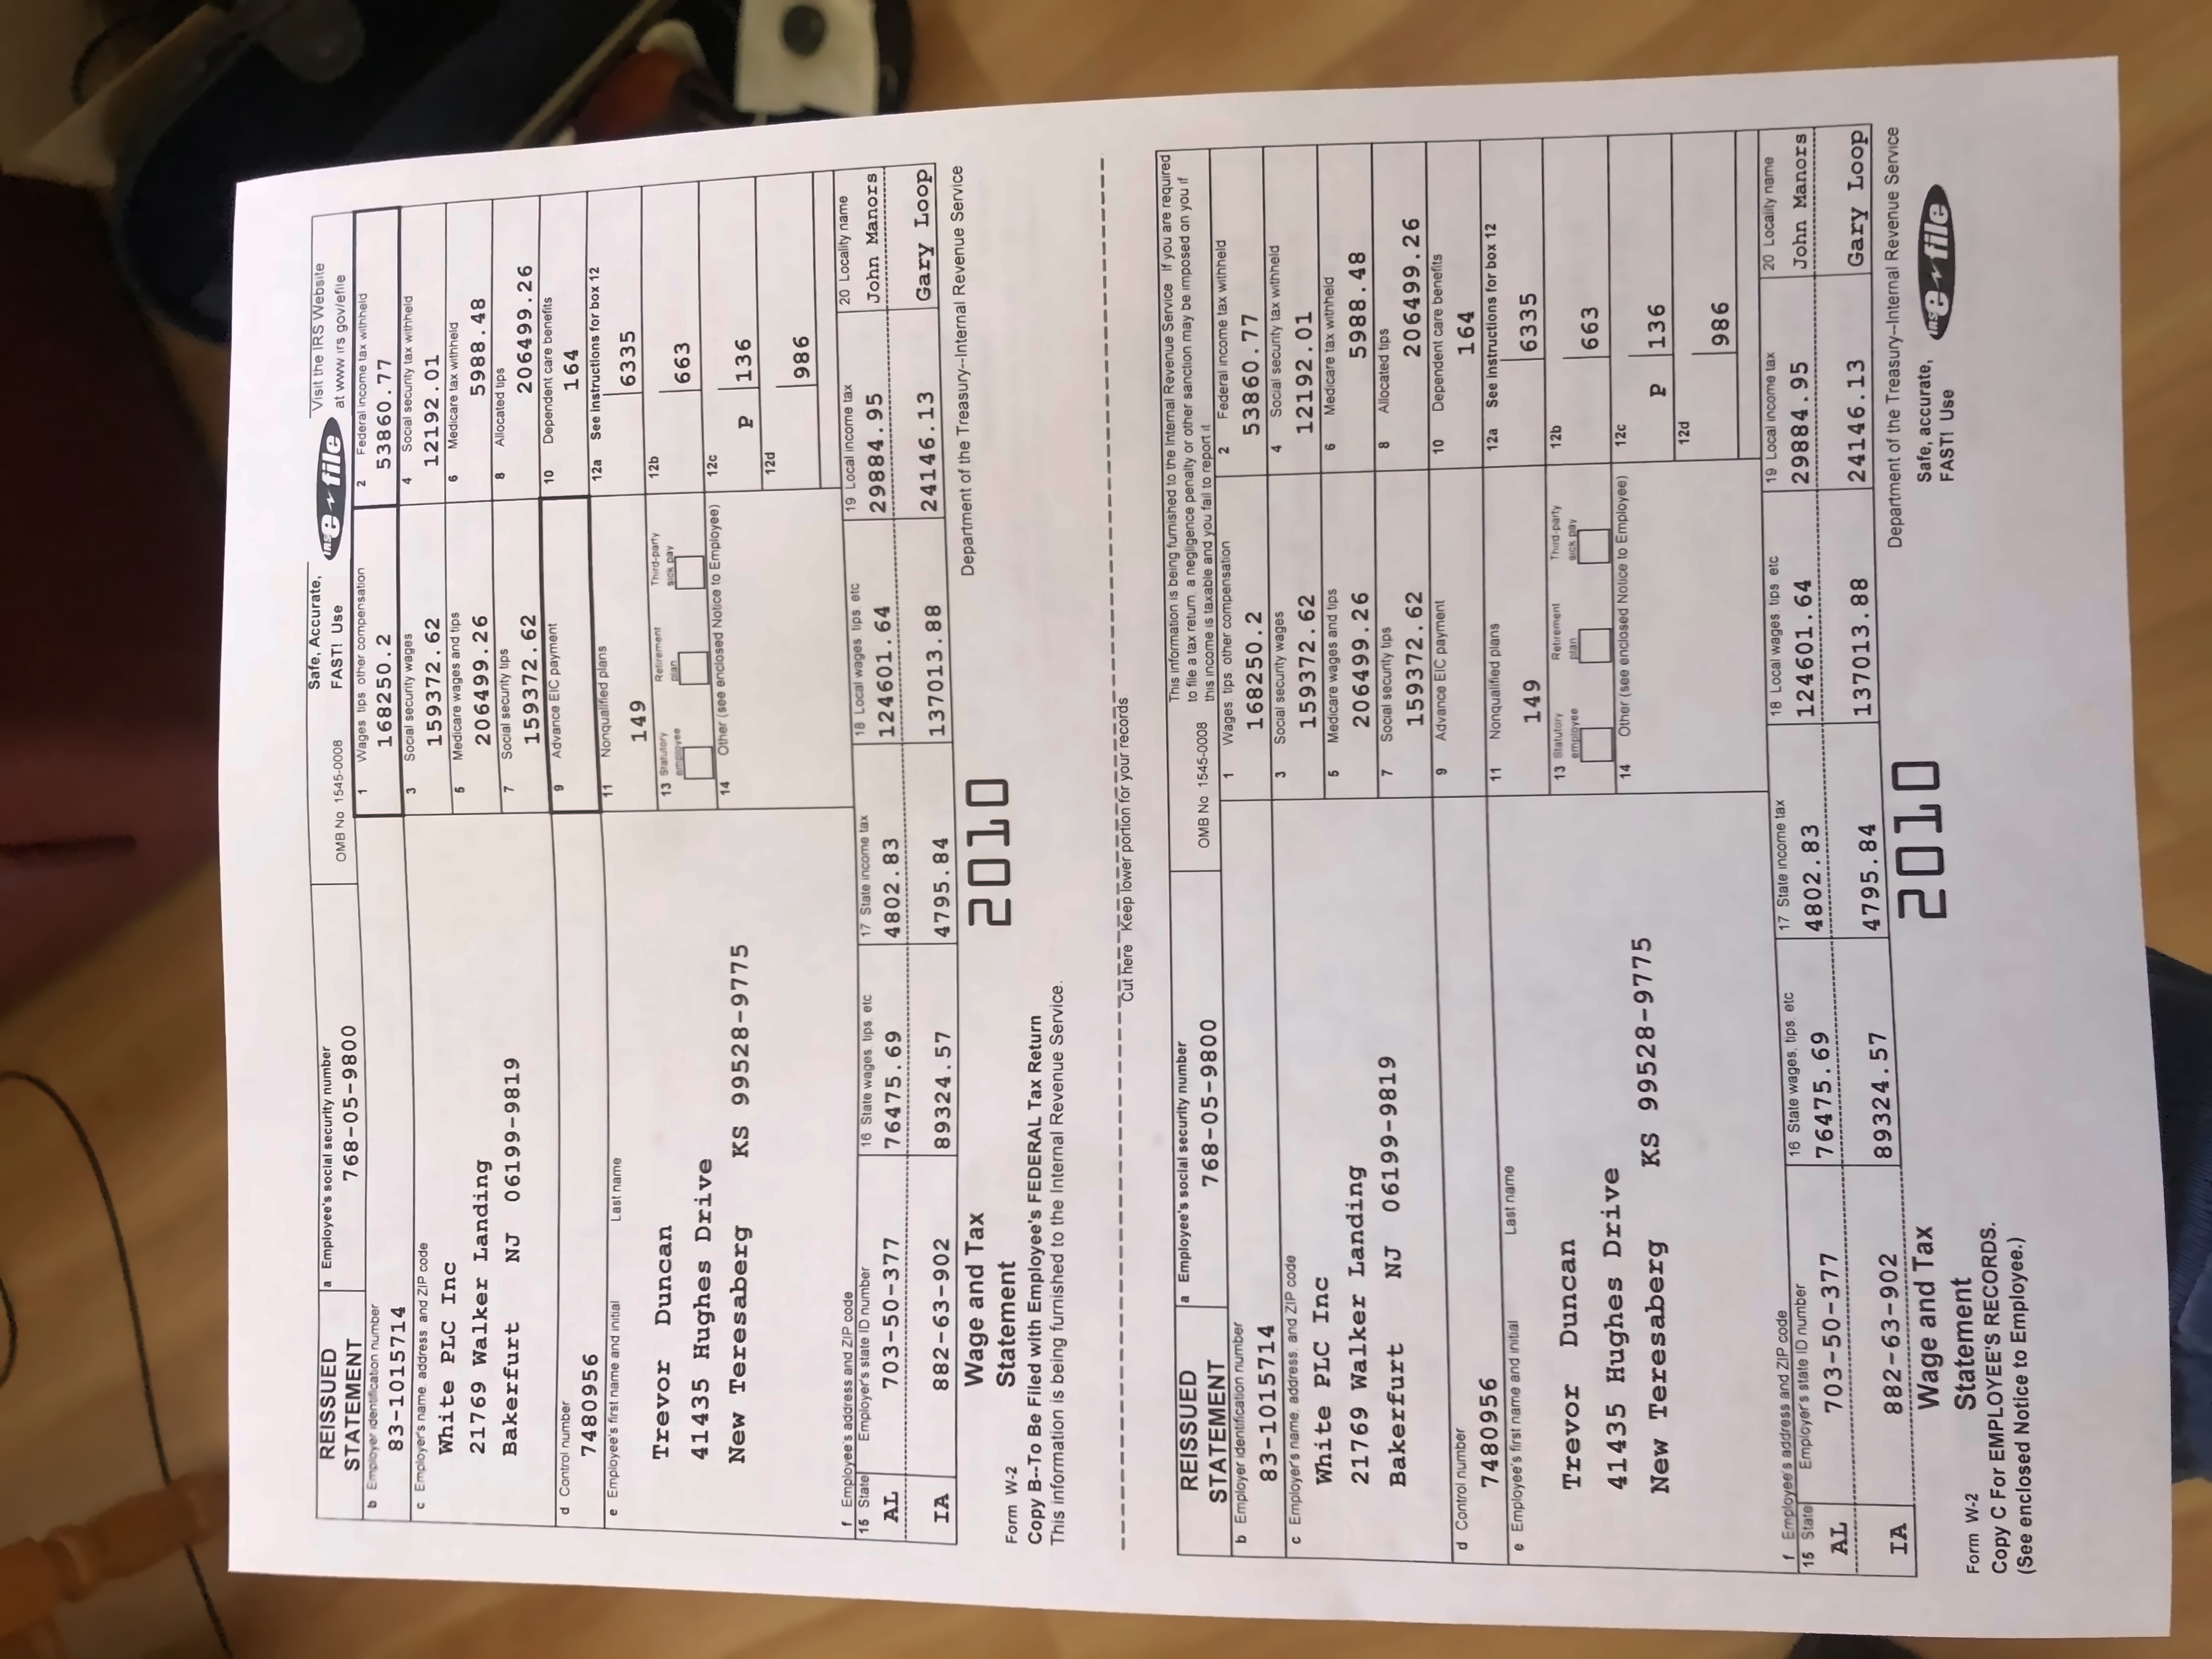 REISSUED
STATEMENT
a Employee's social security number
768-05-9800
OMB No 1545-0008
Safe, Accurate,
FAST! Use
IRS e file
Visit the IRS Website
at www irs gov/efile
b Employer identification number
83-1015714
1 Wages tips other compensation
168250.2
2 Federal income tax withheld
53860.77
c Employer's name address and ZIP code
White PLC Inc
21769 Walker Landing
Bakerfurt NJ 06199-9819
3 Social security wages
159372.62
4 Social security tax withheld
12192.01
5 Medicare wages and tips
206499.26
6 Medicare tax withheld
5988.48
7 Social security tips
159372.62
8 Allocated tips
206499.26
d Control number
7480956
9 Advance EIC payment
10 Dependent care benefits
164
e Employee's first name and initial Last name
Trevor Duncan
41435 Hughes Drive
New Teresaberg KS 99528-9775
11 Nonqualified plans
149
12a See instructions for box 12
6335
13 Statutory employee Retirement plan Third-party sick pay
12b
663
14 Other (see enclosed Notice to Employee)
12c
P 136
12d
986
f Employee's address and ZIP code
15 State Employer's state ID number 16 State wages tips etc 17 State income tax 18 Local wages tips etc 19 Local income tax 20 Locality name
AL 703-50-377 76475.69 4802.83 124601.64 29884.95 John Manors
IA 882-63-902 89324.57 4795.84 137013.88 24146.13 Gary Loop
Wage and Tax
Statement
2010
Department of the Treasury--Internal Revenue Service
Form W-2
Copy B--To Be Filed with Employee's FEDERAL Tax Return
This information is being furnished to the Internal Revenue Service.
Cut here Keep lower portion for your records
REISSUED
STATEMENT
a Employee's social security number
768-05-9800
OMB No 1545-0008
This information is being furnished to the Internal Revenue Service If you are required
to file a tax return, a negligence penalty or other sanction may be imposed on you if
this income is taxable and you fail to report it
b Employer identification number
83-1015714
1 Wages, tips, other compensation
168250.2
2 Federal income tax withheld
53860.77
c Employer's name, address, and ZIP code
White PLC Inc
21769 Walker Landing
Bakerfurt NJ 06199-9819
3 Social security wages
159372.62
4 Social security tax withheld
12192.01
5 Medicare wages and tips
206499.26
6 Medicare tax withheld
5988.48
7 Social security tips
159372.62
8 Allocated tips
206499.26
d Control number
7480956
9 Advance EIC payment
10 Dependent care benefits
164
e Employee's first name and initial Last name
Trevor Duncan
41435 Hughes Drive
New Teresaberg KS 99528-9775
11 Nonqualified plans
149
12a See instructions for box 12
6335
13 Statutory employee Retirement plan Third-party sick pay
12b
663
14 Other (see enclosed Notice to Employee)
12c
P 136
12d
986
f Employee's address and ZIP code
15 State Employer's state ID number 16 State wages, tips, etc 17 State income tax 18 Local wages, tips, etc 19 Local income tax 20 Locality name
AL 703-50-377 76475.69 4802.83 124601.64 29884.95 John Manors
IA 882-63-902 89324.57 4795.84 137013.88 24146.13 Gary Loop
Wage and Tax
Statement
2010
Department of the Treasury--Internal Revenue Service
Form W-2
Copy C For EMPLOYEE'S RECORDS.
(See enclosed Notice to Employee.)
Safe, accurate,
FAST! Use
IRS e file